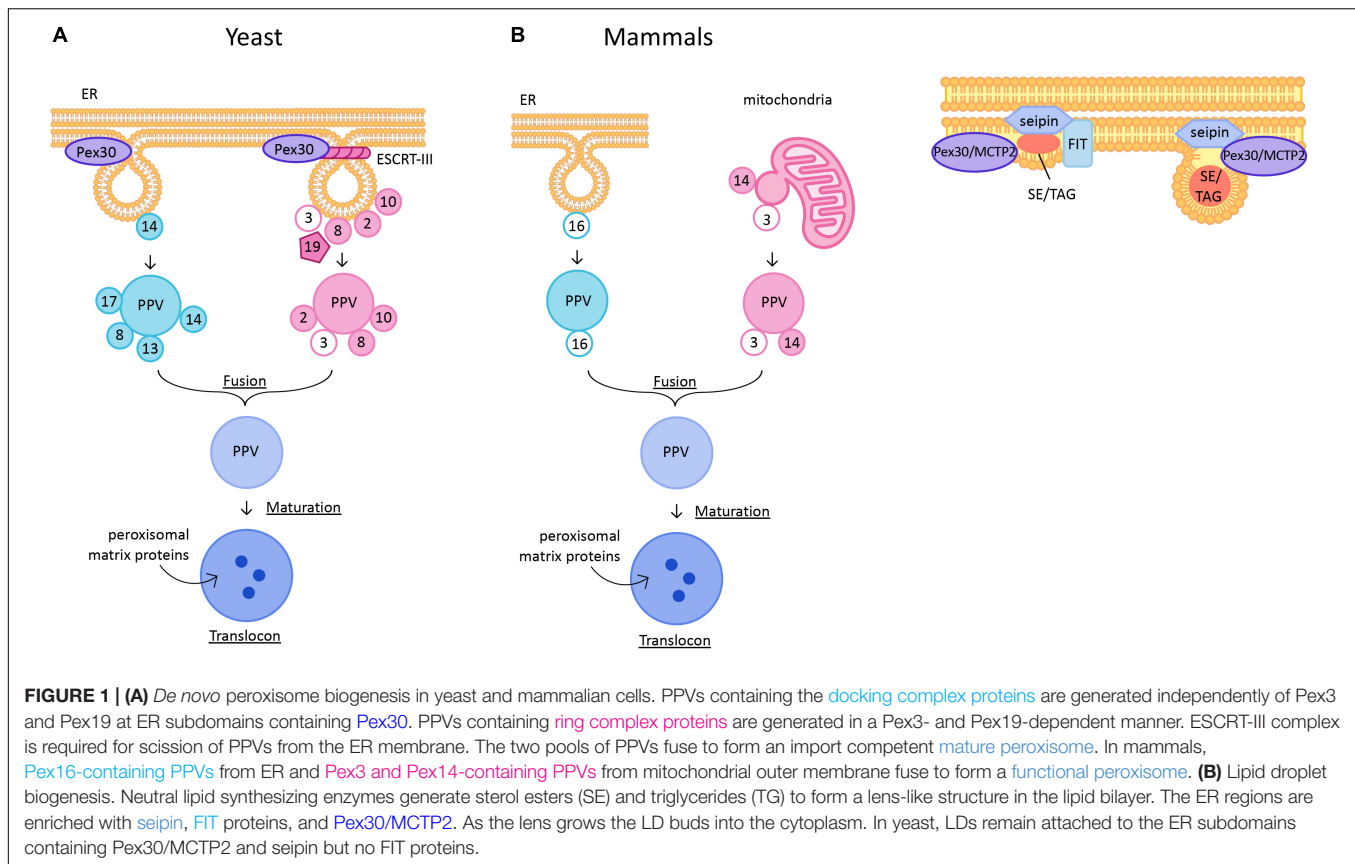 A Yeast
ER
Pex30
Pex30
ESCRT-III
14
3
8
2
10
19
PPV
17
8
13
14
PPV
2
3
8
10
Fusion
PPV
Maturation
peroxisomal
matrix proteins
Translocon
B Mammals
ER
mitochondria
16
14
3
PPV
16
PPV
3
14
Fusion
PPV
Maturation
peroxisomal
matrix proteins
Translocon
seipin
Pex30/MCTP2
FIT
SE/TAG
seipin
Pex30/MCTP2
SE/
TAG
FIGURE 1 | (A) De novo peroxisome biogenesis in yeast and mammalian cells. PPVs containing the docking complex proteins are generated independently of Pex3
and Pex19 at ER subdomains containing Pex30. PPVs containing ring complex proteins are generated in a Pex3- and Pex19-dependent manner. ESCRT-III complex
is required for scission of PPVs from the ER membrane. The two pools of PPVs fuse to form an import competent mature peroxisome. In mammals,
Pex16-containing PPVs from ER and Pex3 and Pex14-containing PPVs from mitochondrial outer membrane fuse to form a functional peroxisome. (B) Lipid droplet
biogenesis. Neutral lipid synthesizing enzymes generate sterol esters (SE) and triglycerides (TG) to form a lens-like structure in the lipid bilayer. The ER regions are
enriched with seipin, FIT proteins, and Pex30/MCTP2. As the lens grows the LD buds into the cytoplasm. In yeast, LDs remain attached to the ER subdomains
containing Pex30/MCTP2 and seipin but no FIT proteins.